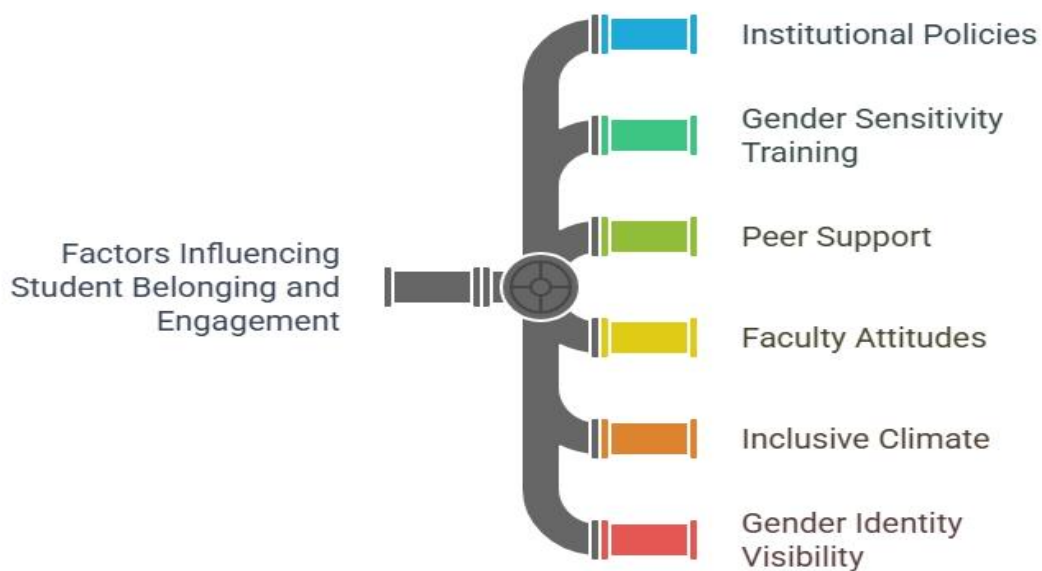 Factors Influencing
Student Belonging and
Engagement
Institutional Policies
Gender Sensitivity
Training
Peer Support
Faculty Attitudes
Inclusive Climate
Gender Identity
Visibility